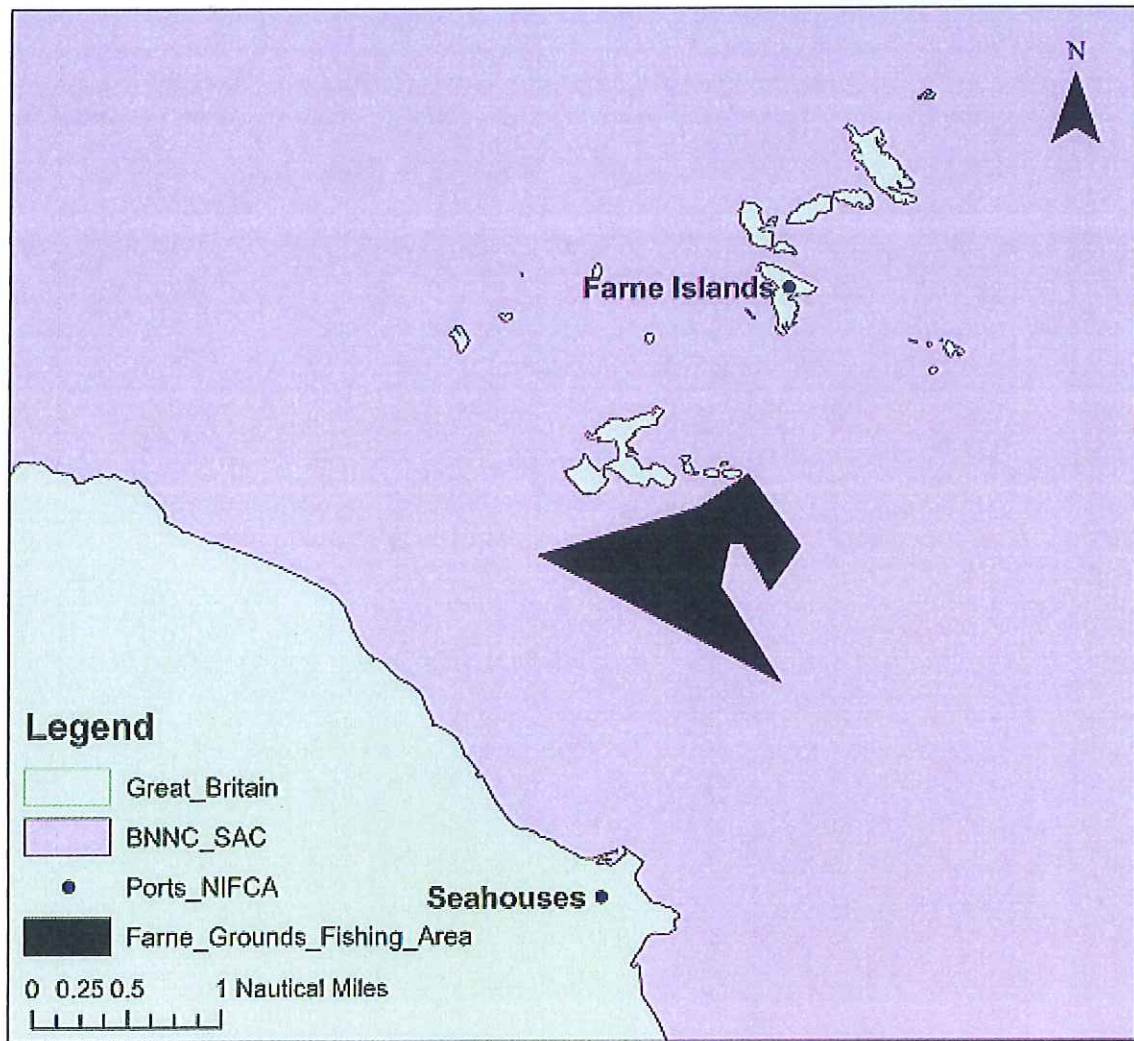 N
Farne Islands
Legend
Great_Britain
BNNC_SAC
Ports_NIFCA
Seahouses
Farne_Grounds_Fishing_Area
0 0.25 0.5 1 Nautical Miles